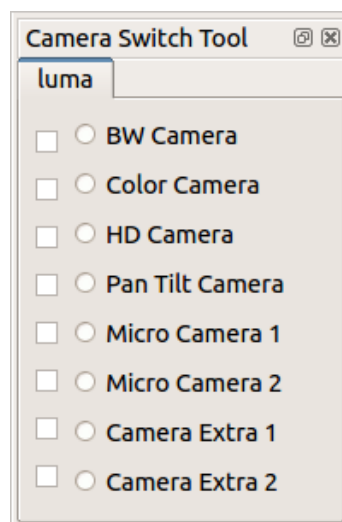 Camera Switch Tool
luma
BW Camera
Color Camera
HD Camera
Pan Tilt Camera
Micro Camera 1
Micro Camera 2
Camera Extra 1
Camera Extra 2